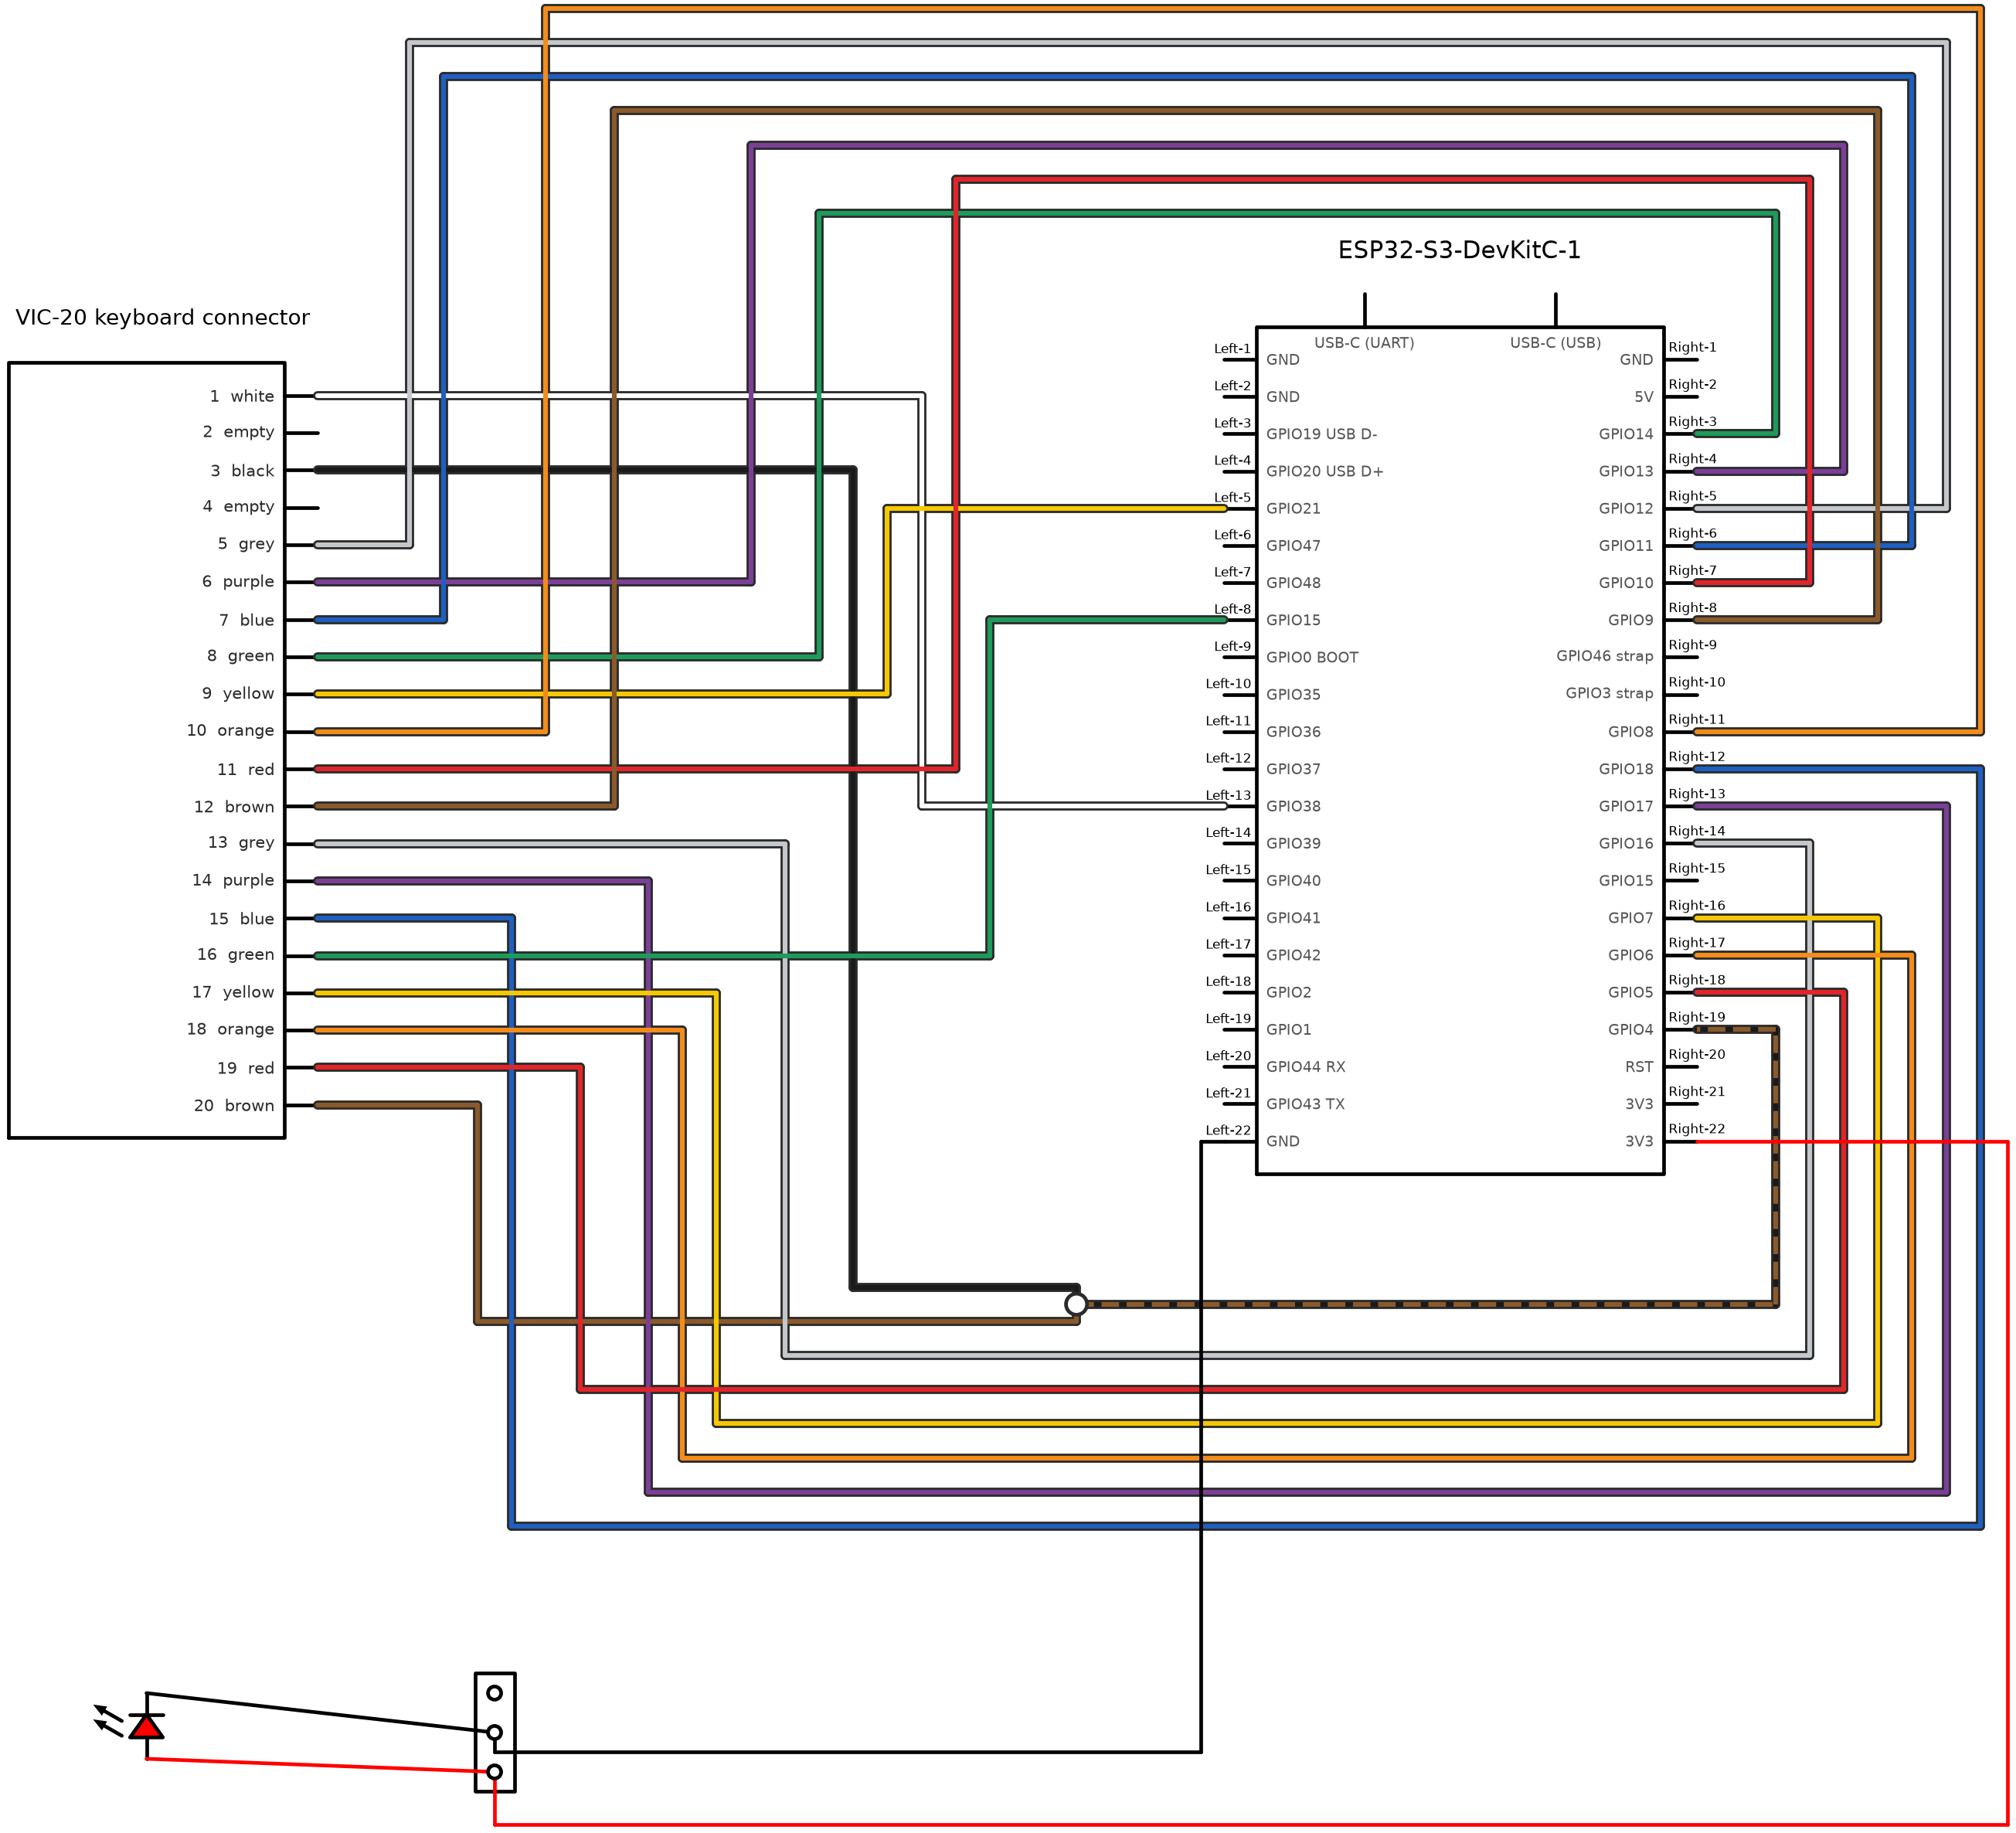 ESP32-S3-DevKitC-1
VIC-20 keyboard connector
1 white
2 empty
3 black
4 empty
5 grey
6 purple
7 blue
8 green
9 yellow
10 orange
11 red
12 brown
13 grey
14 purple
15 blue
16 green
17 yellow
18 orange
19 red
20 brown
USB-C (UART)
USB-C (USB)
Left-1 GND
Left-2 GND
Left-3 GPIO19 USB D-
Left-4 GPIO20 USB D+
Left-5 GPIO21
Left-6 GPIO47
Left-7 GPIO48
Left-8 GPIO15
Left-9 GPIO0 BOOT
Left-10 GPIO35
Left-11 GPIO36
Left-12 GPIO37
Left-13 GPIO38
Left-14 GPIO39
Left-15 GPIO40
Left-16 GPIO41
Left-17 GPIO42
Left-18 GPIO2
Left-19 GPIO1
Left-20 GPIO44 RX
Left-21 GPIO43 TX
Left-22 GND
GND Right-1
5V Right-2
GPIO14 Right-3
GPIO13 Right-4
GPIO12 Right-5
GPIO11 Right-6
GPIO10 Right-7
GPIO9 Right-8
GPIO46 strap Right-9
GPIO3 strap Right-10
GPIO8 Right-11
GPIO18 Right-12
GPIO17 Right-13
GPIO16 Right-14
GPIO15 Right-15
GPIO7 Right-16
GPIO6 Right-17
GPIO5 Right-18
GPIO4 Right-19
RST Right-20
3V3 Right-21
3V3 Right-22